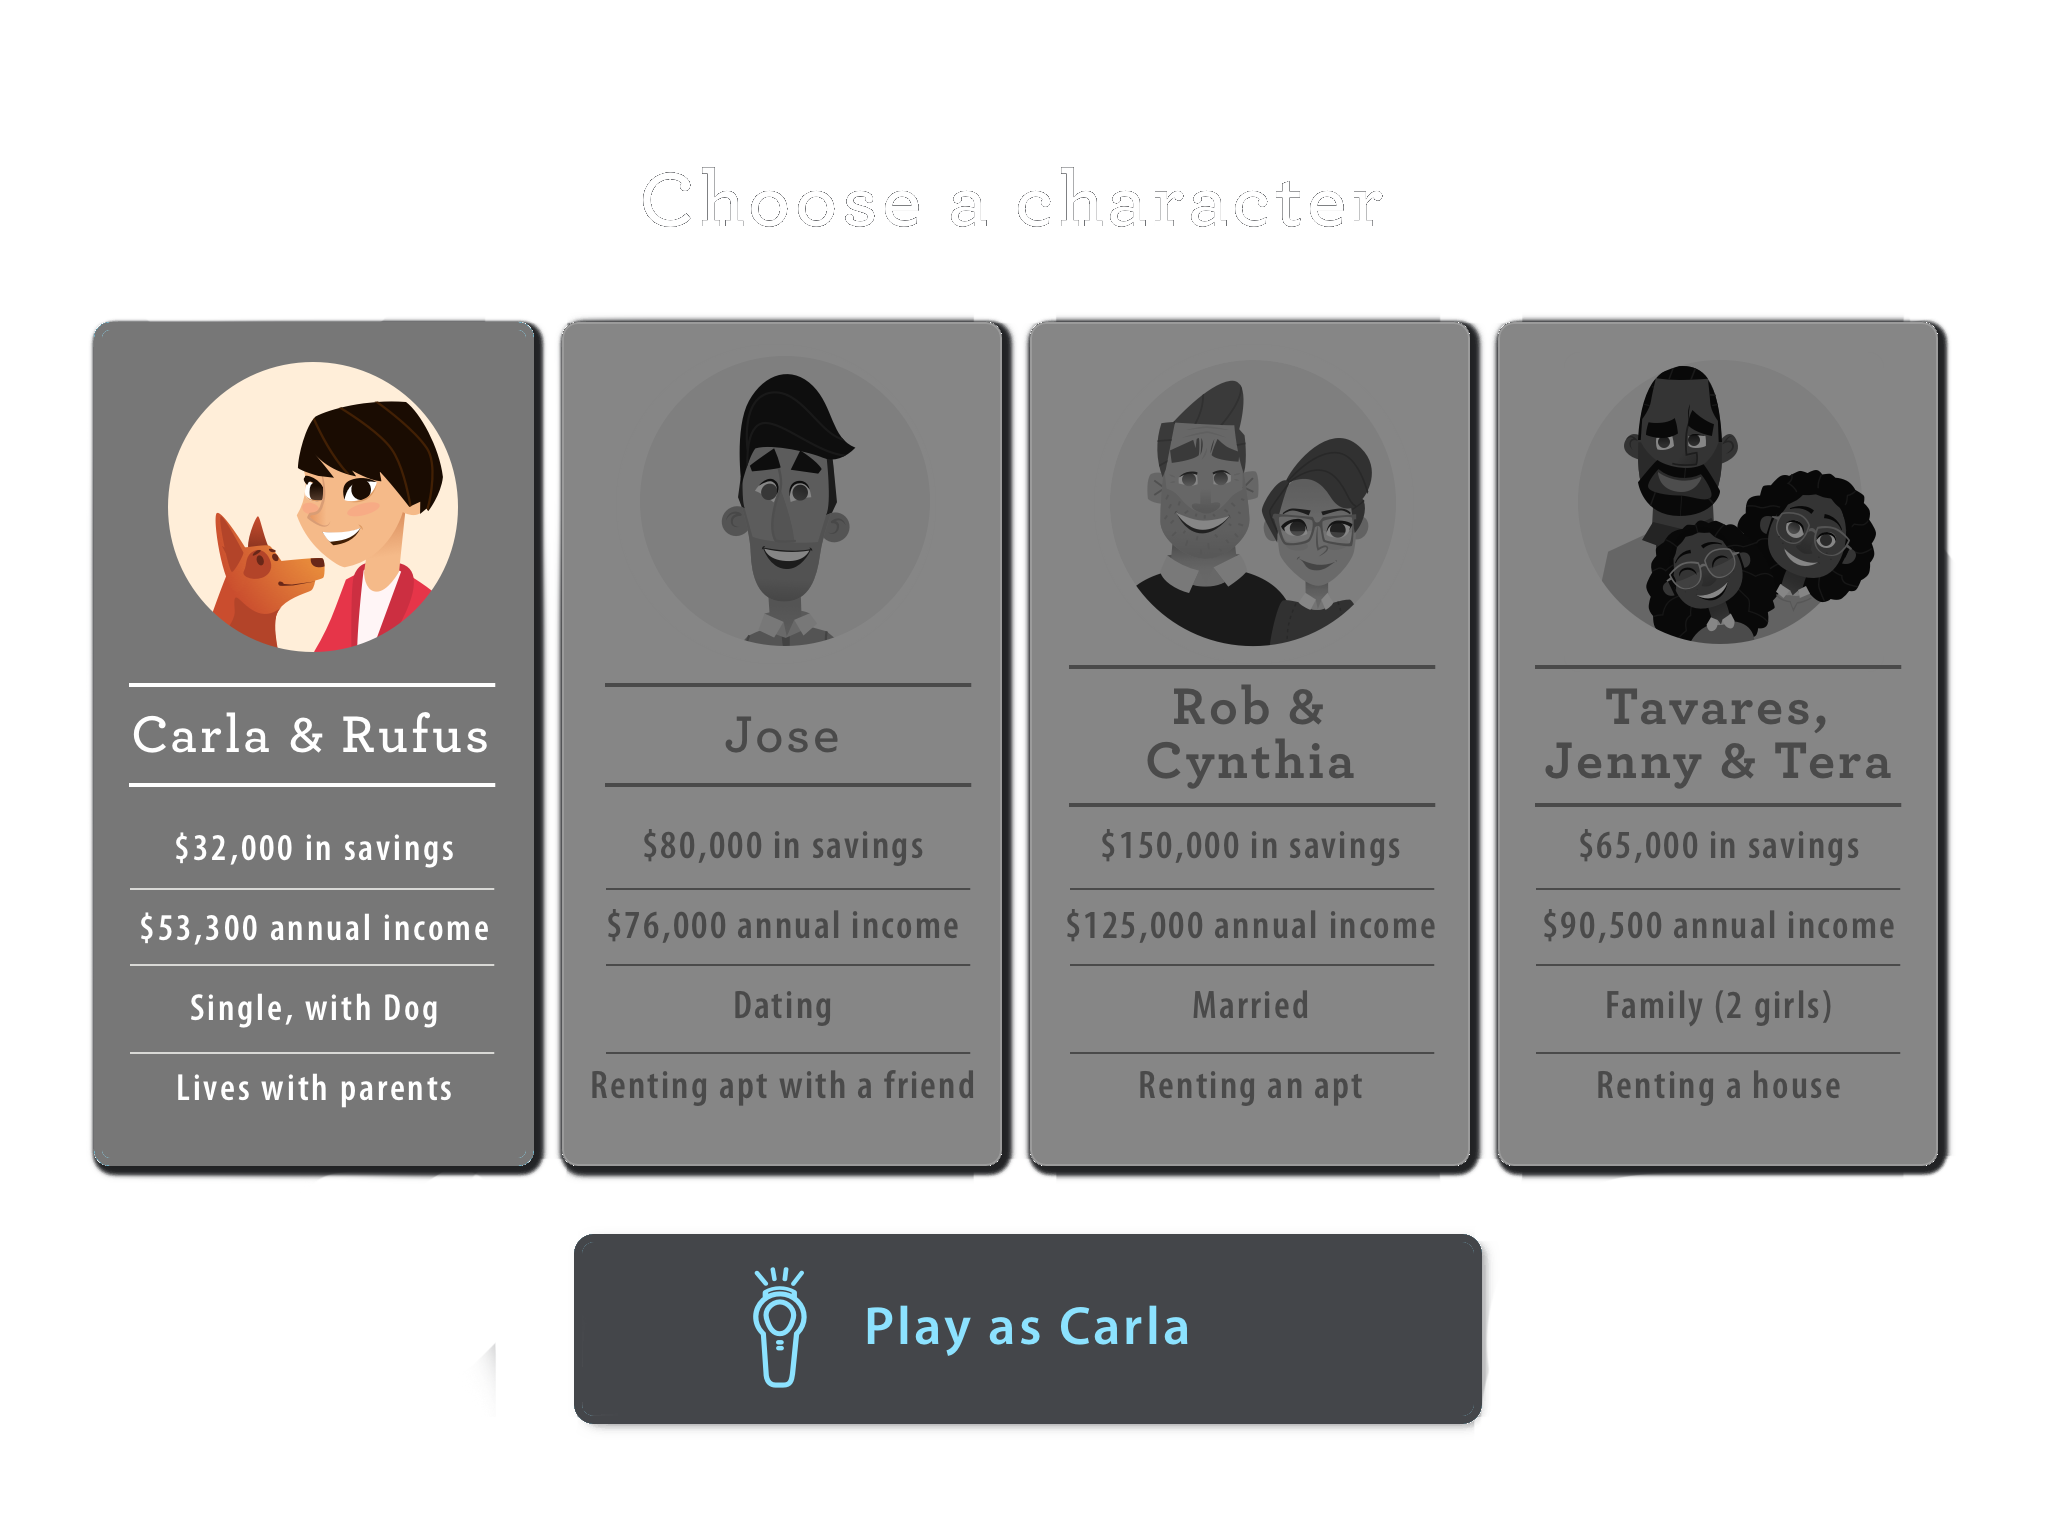 Choose a character
Carla & Rufus
$32,000 in savings
$53,300 annual income
Single, with Dog
Lives with parents
Jose
$80,000 in savings
$76,000 annual income
Dating
Renting apt with a friend
Rob &
Cynthia
$150,000 in savings
$125,000 annual income
Married
Renting an apt
Tavares,
Jenny & Tera
$65,000 in savings
$90,500 annual income
Family (2 girls)
Renting a house
Play as Carla